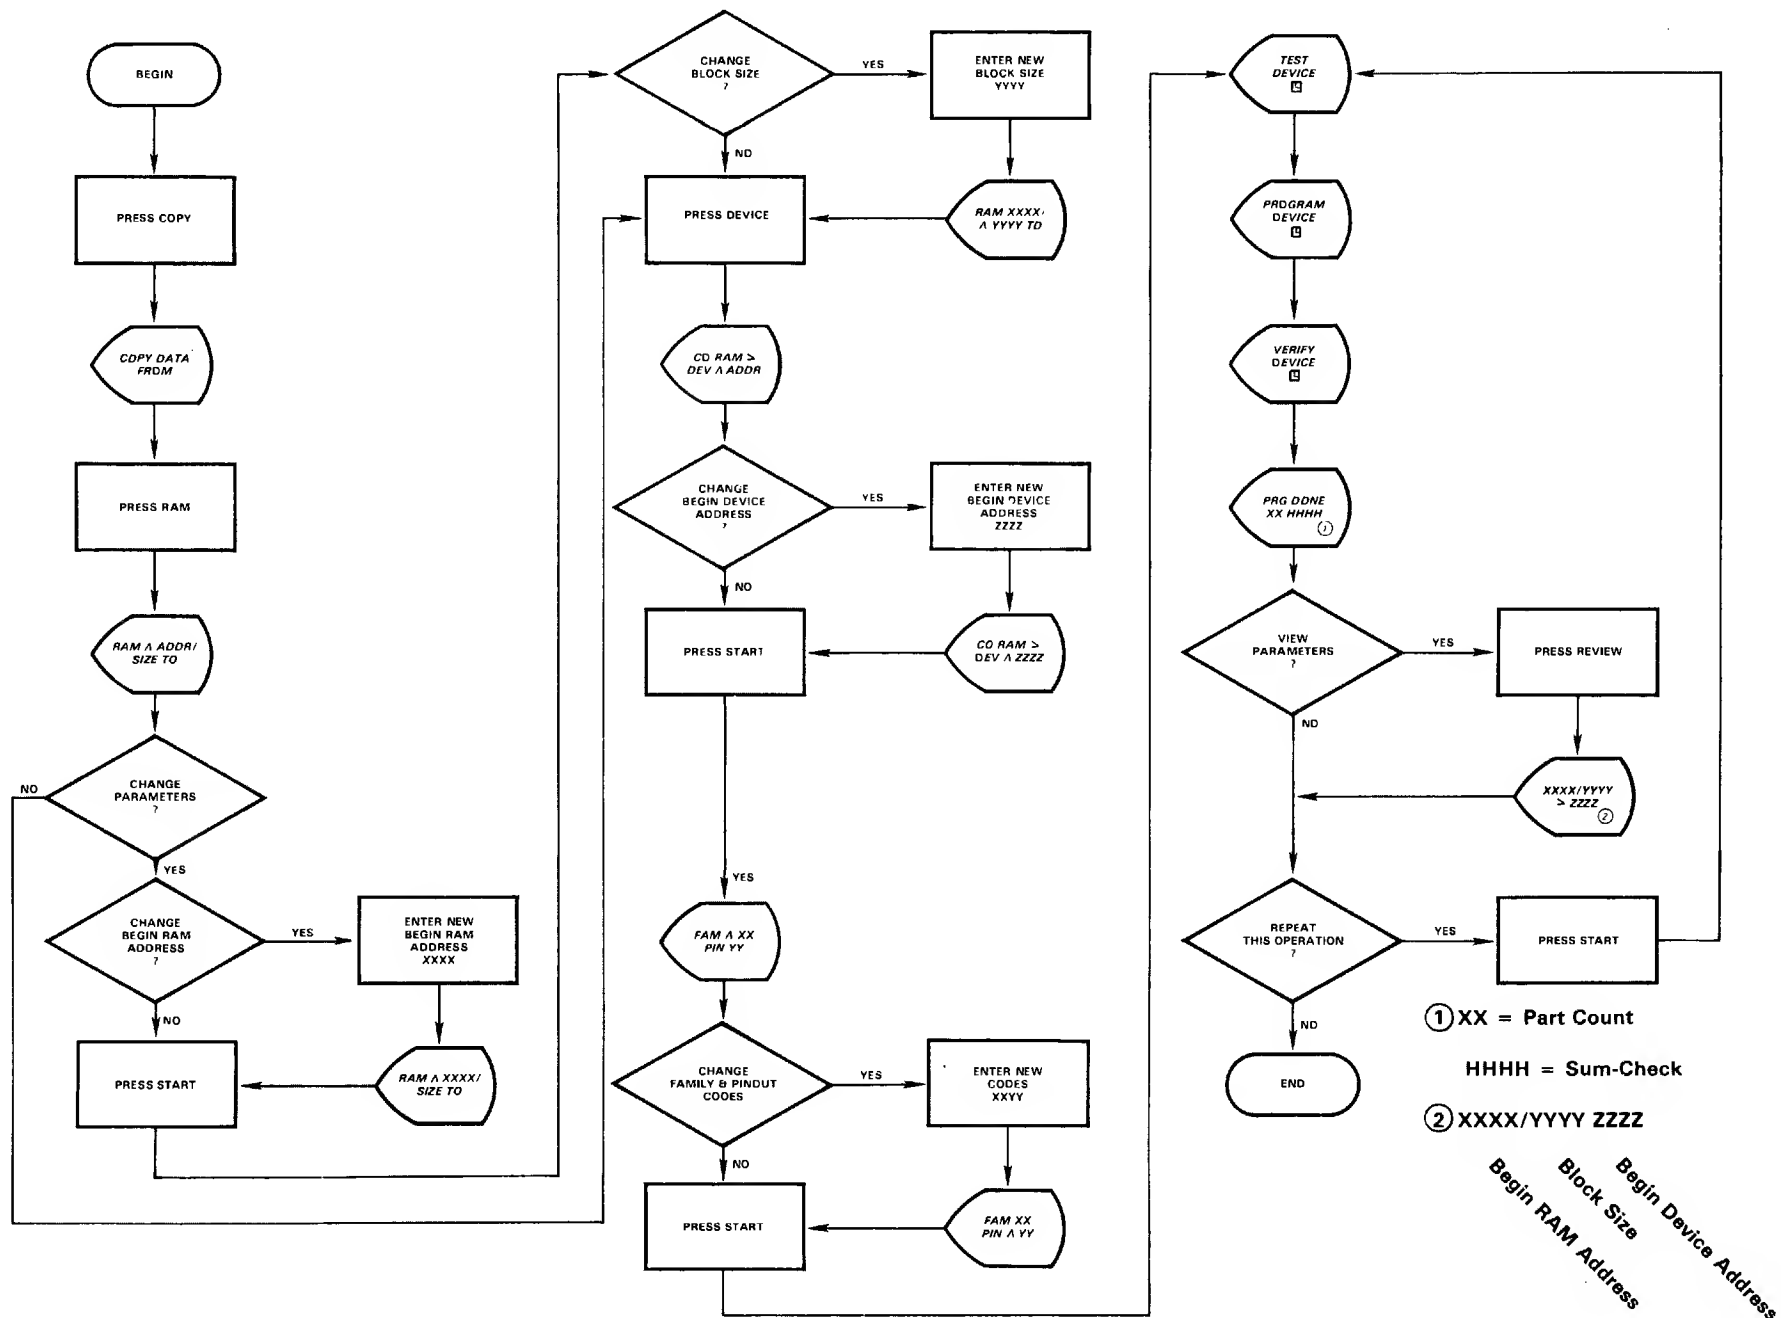 BEGIN
PRESS COPY
COPY DATA
FROM
PRESS RAM
RAM Λ ADDR/
SIZE TO
CHANGE
PARAMETERS
?
NO
YES
CHANGE
BEGIN RAM
ADDRESS
?
YES
ENTER NEW
BEGIN RAM
ADDRESS
XXXX
NO
RAM Λ XXXX/
SIZE TO
PRESS START
CHANGE
BLOCK SIZE
?
YES
ENTER NEW
BLOCK SIZE
YYYY
NO
RAM XXXX/
Λ YYYY TO
PRESS DEVICE
CO RAM >
DEV Λ ADDR
CHANGE
BEGIN DEVICE
ADDRESS
?
YES
ENTER NEW
BEGIN DEVICE
ADDRESS
ZZZZ
NO
CO RAM >
DEV Λ ZZZZ
PRESS START
YES
FAM Λ XX
PIN YY
CHANGE
FAMILY & PINOUT
CODES
YES
ENTER NEW
CODES
XXYY
NO
FAM XX
PIN Λ YY
PRESS START
TEST
DEVICE
PROGRAM
DEVICE
VERIFY
DEVICE
PRG DONE
XX HHHH
1
VIEW
PARAMETERS
?
YES
PRESS REVIEW
NO
XXXX/YYYY
> ZZZZ
2
REPEAT
THIS OPERATION
?
YES
PRESS START
NO
END
1 XX = Part Count
HHHH = Sum-Check
2 XXXX/YYYY ZZZZ
Begin RAM Address
Block Size
Begin Device Address